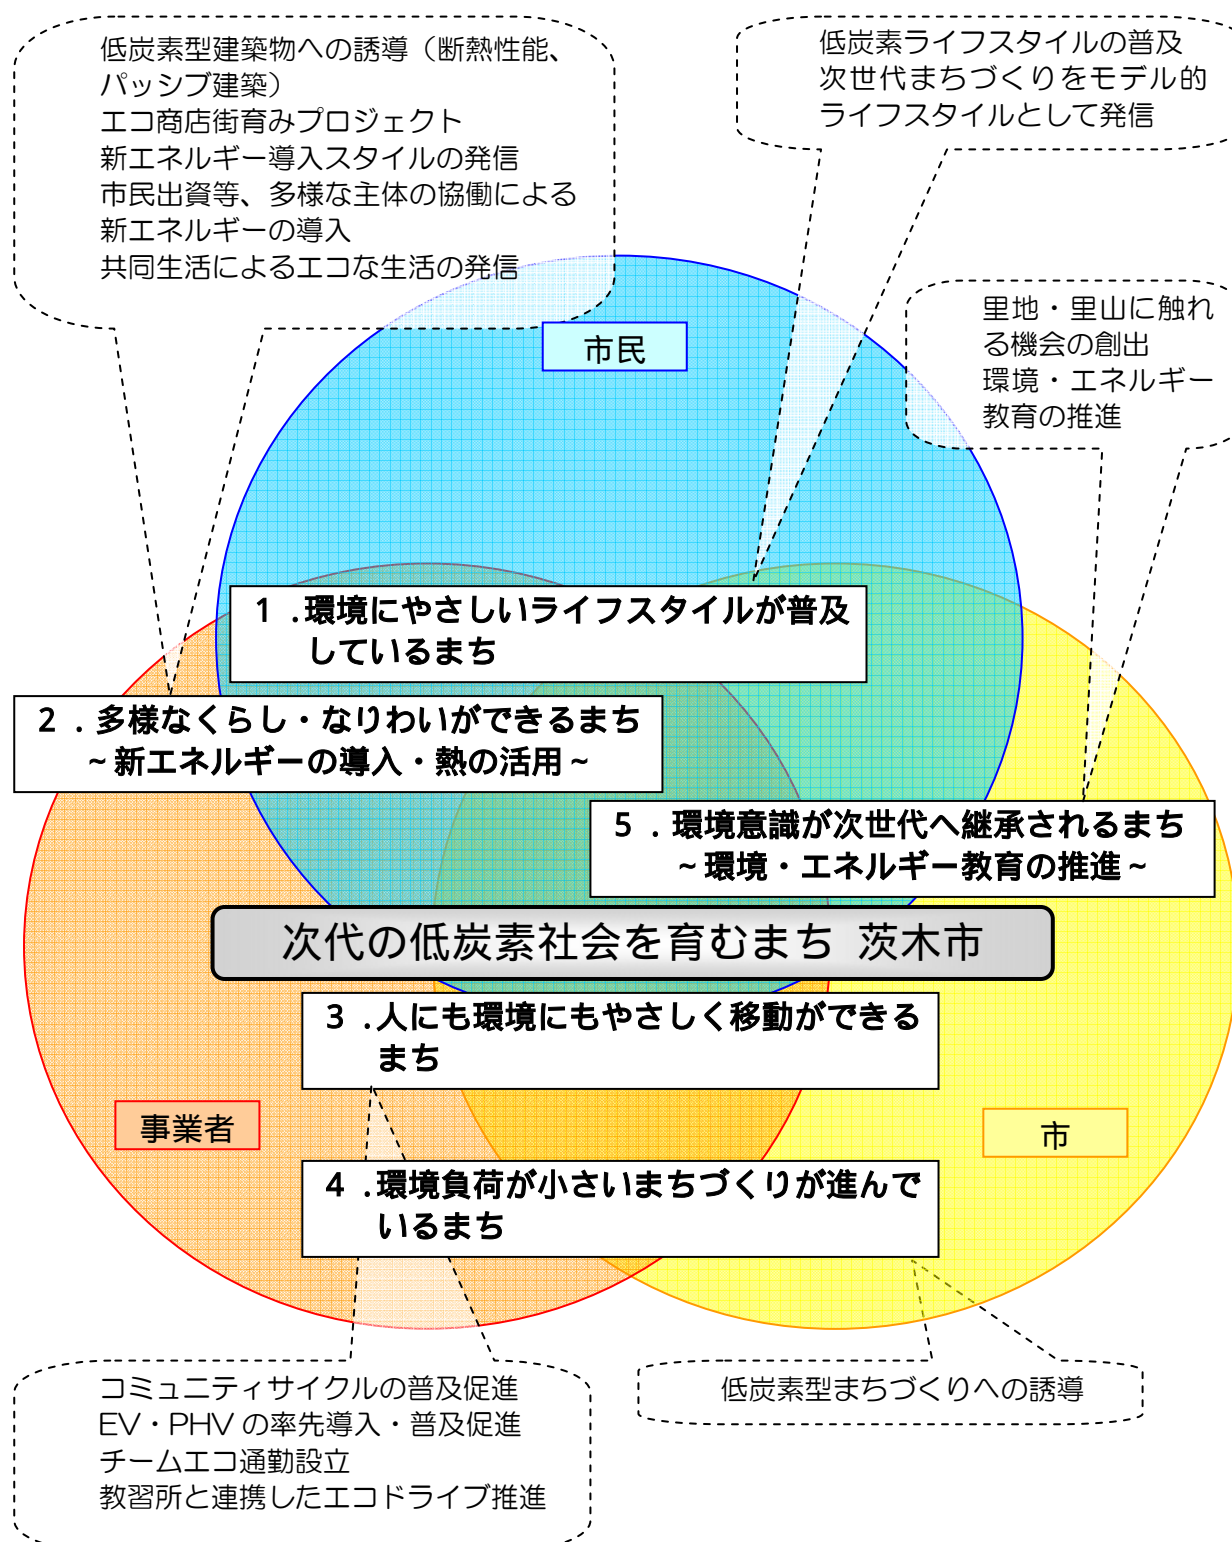 低炭素型建築物への誘導（断熱性能、
パッシブ建築）
エコ商店街育みプロジェクト
新エネルギー導入スタイルの発信
市民出資等、多様な主体の協働による
新エネルギーの導入
共同生活によるエコな生活の発信
低炭素ライフスタイルの普及
次世代まちづくりをモデル的
ライフスタイルとして発信
里地・里山に触れ
る機会の創出
環境・エネルギー
教育の推進
市民
1．環境にやさしいライフスタイルが普及
しているまち
2．多様なくらし・なりわいができるまち
～新エネルギーの導入・熱の活用～
5．環境意識が次世代へ継承されるまち
～環境・エネルギー教育の推進～
次代の低炭素社会を育むまち 茨木市
3．人にも環境にもやさしく移動ができる
まち
事業者
市
4．環境負荷が小さいまちづくりが進んで
いるまち
コミュニティサイクルの普及促進
EV・PHVの率先導入・普及促進
チームエコ通勤設立
教習所と連携したエコドライブ推進
低炭素型まちづくりへの誘導